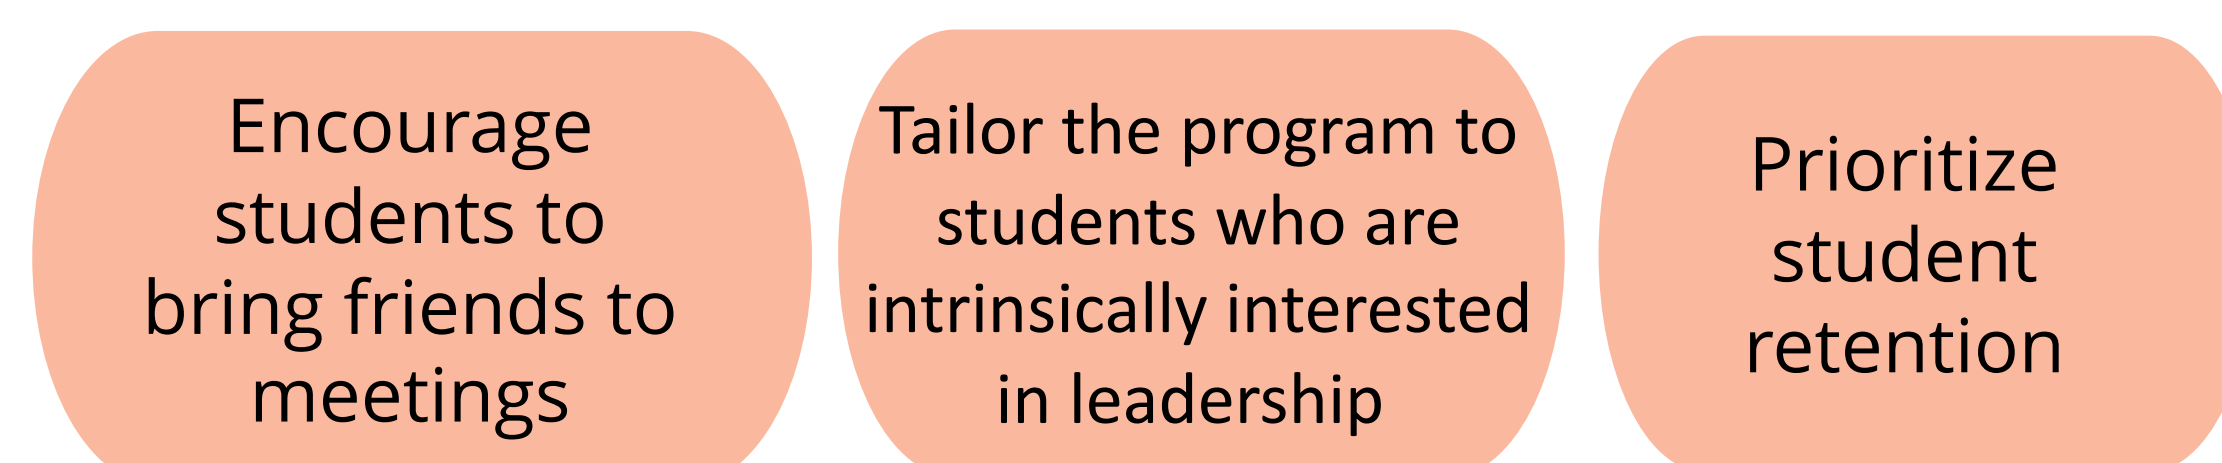 Encourage
students to
bring friends to
meetings
Tailor the program to
students who are
intrinsically interested
in leadership
Prioritize
student
retention